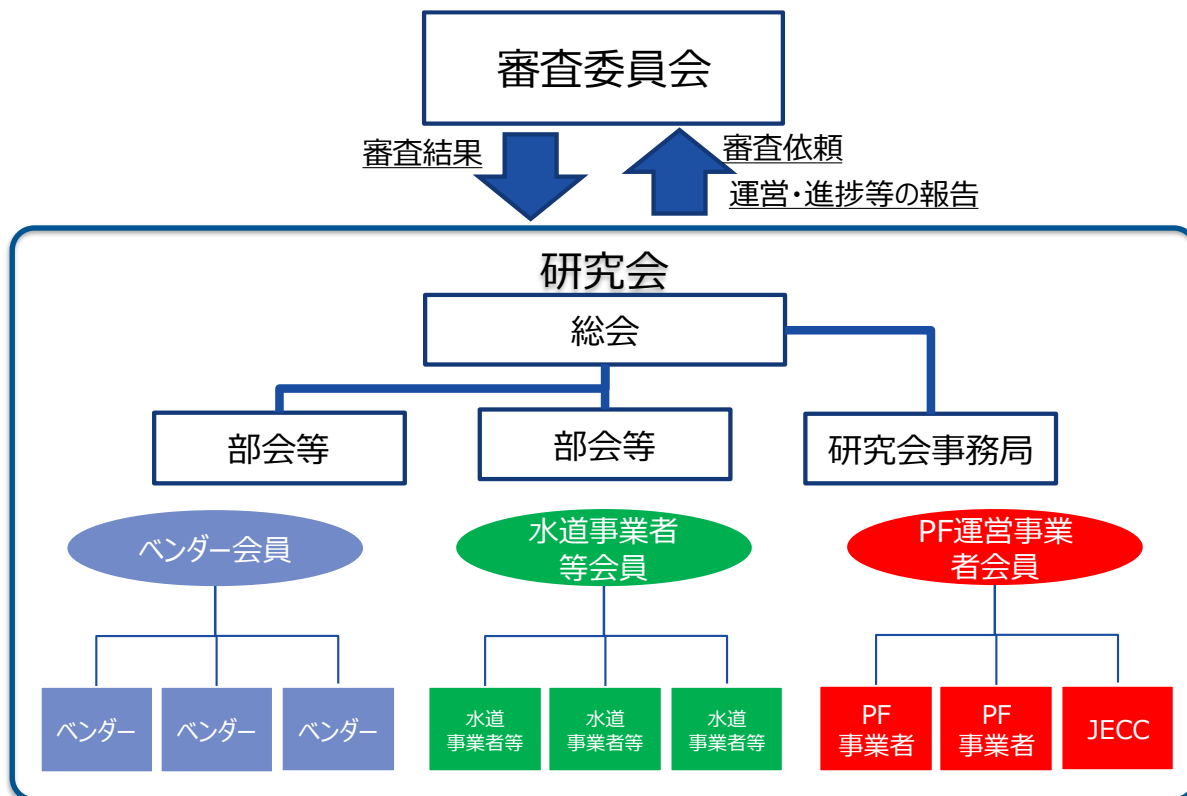 審査委員会
審査結果
審査依頼
運営・進捗等の報告
研究会
総会
部会等
部会等
研究会事務局
ベンダー会員
水道事業者
等会員
PF運営事業
者会員
ベンダー
ベンダー
ベンダー
水道
事業者等
水道
事業者等
水道
事業者等
PF
事業者
PF
事業者
JECC